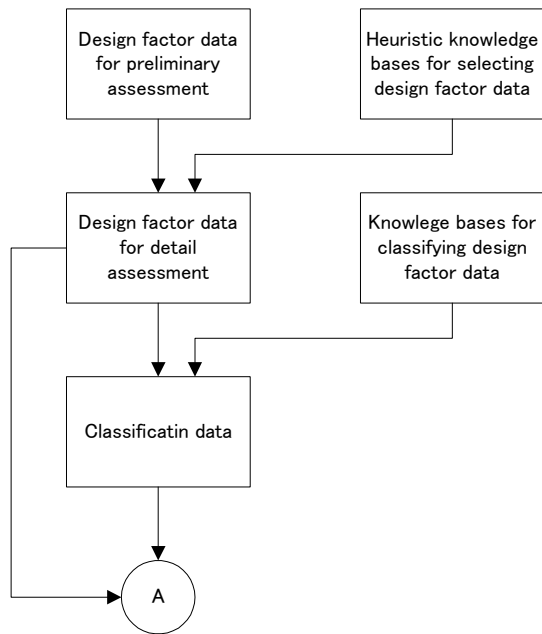 Design factor data
for preliminary
assessment
Heuristic knowledge
bases for selecting
design factor data
Design factor data
for detail
assessment
Knowlege bases for
classifying design
factor data
Classificatin data
A